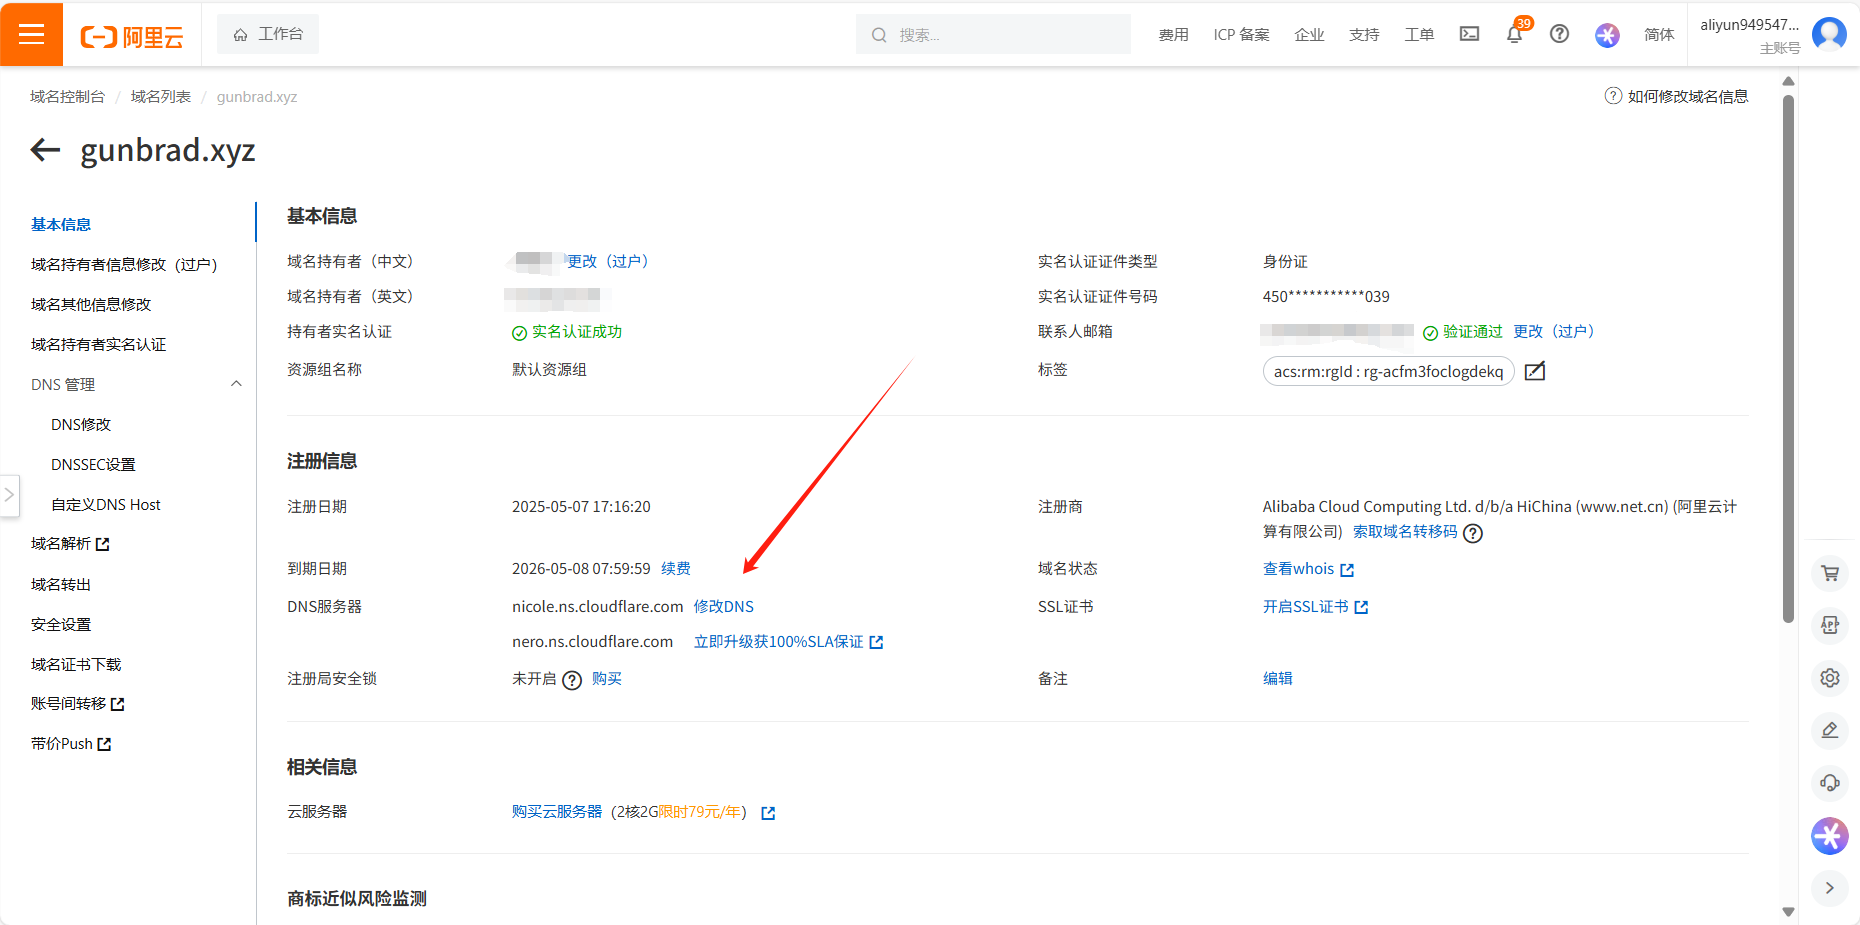 阿里云
工作台
搜索...
费用
ICP 备案
企业
支持
工单
39
简体
aliyun949547...
主账号
域名控制台 / 域名列表 / gunbrad.xyz
如何修改域名信息
gunbrad.xyz
基本信息
域名持有者信息修改（过户）
域名其他信息修改
域名持有者实名认证
DNS 管理
DNS修改
DNSSEC设置
自定义DNS Host
域名解析
域名转出
安全设置
域名证书下载
账号间转移
带价Push
基本信息
域名持有者（中文） 更改（过户）
实名认证证件类型 身份证
域名持有者（英文）
实名认证证件号码 450***********039
持有者实名认证 实名认证成功
联系人邮箱 验证通过 更改（过户）
资源组名称 默认资源组
标签 acs:rm:rgId : rg-acfm3foclogdekq
注册信息
注册日期 2025-05-07 17:16:20
注册商 Alibaba Cloud Computing Ltd. d/b/a HiChina (www.net.cn) (阿里云计
算有限公司) 索取域名转移码
到期日期 2026-05-08 07:59:59 续费
域名状态 查看whois
DNS服务器 nicole.ns.cloudflare.com 修改DNS
SSL证书 开启SSL证书
nero.ns.cloudflare.com 立即升级获100%SLA保证
注册局安全锁 未开启 购买
备注 编辑
相关信息
云服务器 购买云服务器（2核2G限时79元/年）
商标近似风险监测